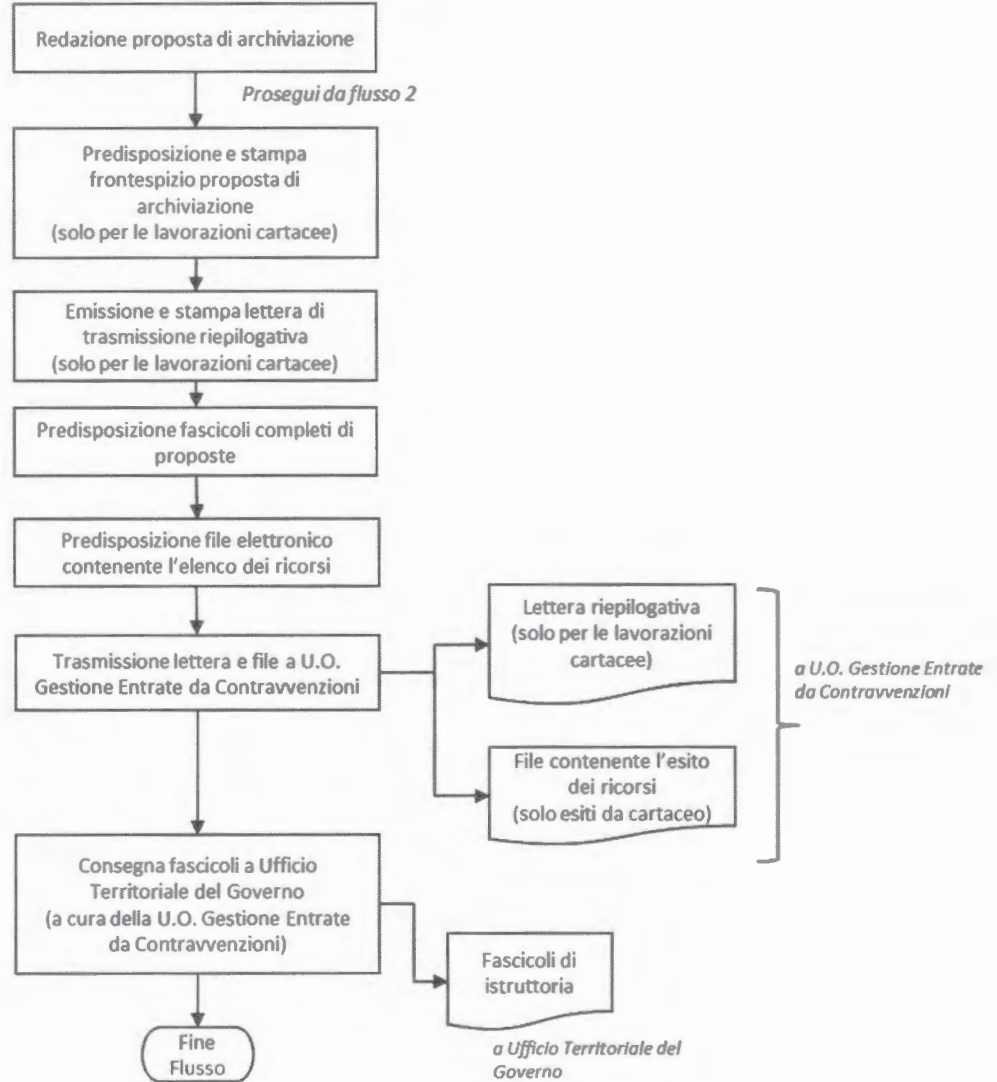 Redazione proposta di archiviazione
Prosegui da flusso 2
Predisposizione e stampa
frontespizio proposta di
archiviazione
(solo per le lavorazioni cartacee)
Emissione e stampa lettera di
trasmissione riepilogativa
(solo per le lavorazioni cartacee)
Predisposizione fascicoli completi di
proposte
Predisposizione file elettronico
contenente l'elenco dei ricorsi
Trasmissione lettera e file a U.O.
Gestione Entrate da Contravvenzioni
Lettera riepilogativa
(solo per le lavorazioni
cartacee)
File contenente l'esito
dei ricorsi
(solo esiti da cartaceo)
a U.O. Gestione Entrate
da Contravvenzioni
Consegna fascicoli a Ufficio
Territoriale del Governo
(a cura della U.O. Gestione Entrate
da Contravvenzioni)
Fascicoli di
istruttoria
a Ufficio Territoriale del
Governo
Fine
Flusso